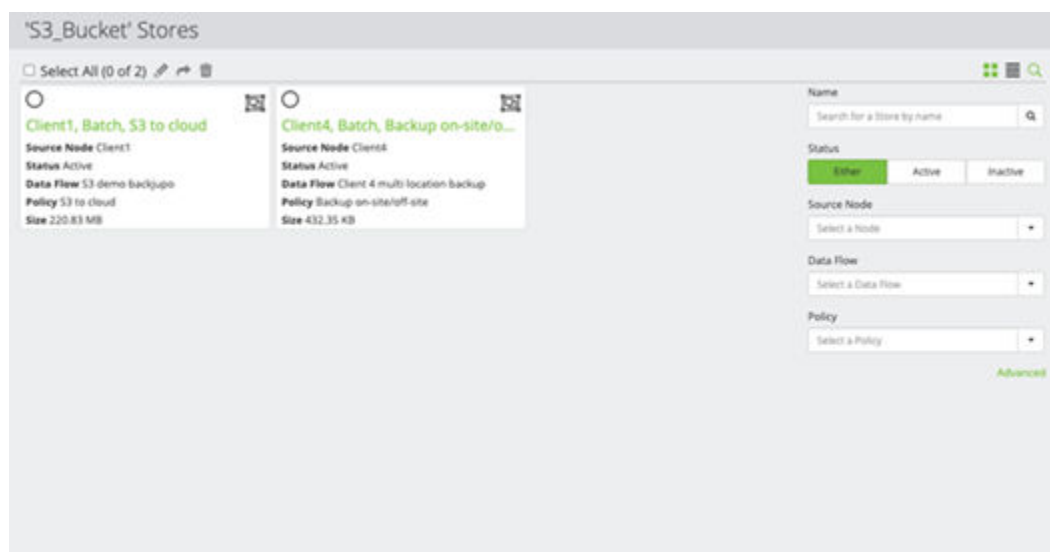 'S3_Bucket' Stores
Select All (0 of 2)
Client1, Batch, S3 to cloud
Source Node Client1
Status Active
Data Flow S3 demo backjupo
Policy S3 to cloud
Size 220.83 MB
Client4, Batch, Backup on-site/o...
Source Node Client4
Status Active
Data Flow Client 4 multi location backup
Policy Backup on-site/off-site
Size 432.35 KB
Name
Search for a Store by name
Status
Either Active Inactive
Source Node
Select a Node
Data Flow
Select a Data Flow
Policy
Select a Policy
Advanced